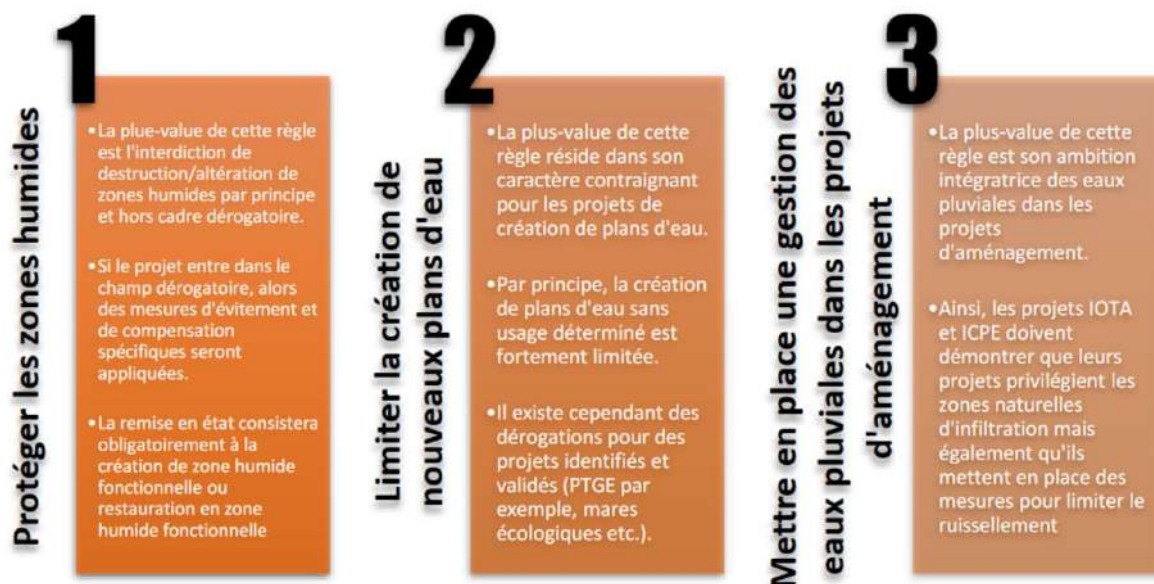 1
Protéger les zones humides
•La plue-value de cette règle
est l'interdiction de
destruction/altération de
zones humides par principe
et hors cadre dérogatoire.
•Si le projet entre dans le
champ dérogatoire, alors
des mesures d'évitement et
de compensation
spécifiques seront
appliquées.
•La remise en état consistera
obligatoirement à la
création de zone humide
fonctionnelle ou
restauration en zone
humide fonctionnelle
2
Limiter la création de
nouveaux plans d'eau
•La plus-value de cette
règle réside dans son
caractère contraignant
pour les projets de
création de plans d'eau.
•Par principe, la création
de plans d'eau sans
usage déterminé est
fortement limitée.
•Il existe cependant des
dérogations pour des
projets identifiés et
validés (PTGE par
exemple, mares
écologiques etc.).
3
Mettre en place une gestion des
eaux pluviales dans les projets
d'aménagement
•La plus-value de cette
règle est son ambition
intégratrice des eaux
pluviales dans les
projets
d'aménagement.
•Ainsi, les projets IOTA
et ICPE doivent
démontrer que leurs
projets privilégient les
zones naturelles
d'infiltration mais
également qu'ils
mettent en place des
mesures pour limiter le
ruissellement